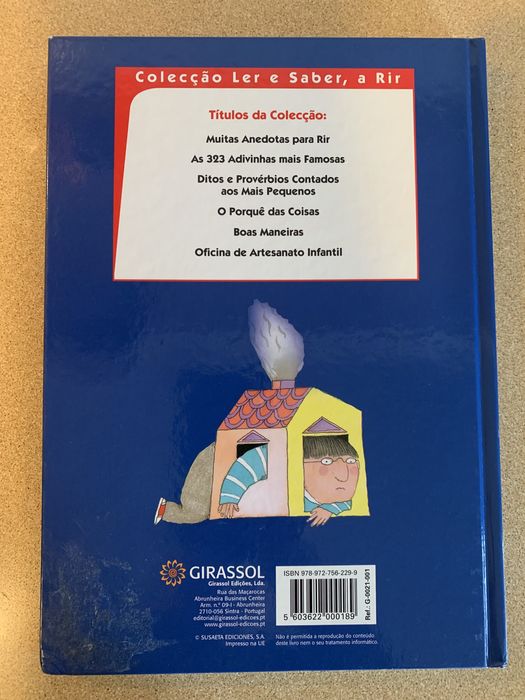 Colecção Ler e Saber, a Rir
Títulos da Colecção:
Muitas Anedotas para Rir
As 323 Adivinhas mais Famosas
Ditos e Provérbios Contados
aos Mais Pequenos
O Porquê das Coisas
Boas Maneiras
Oficina de Artesanato Infantil
GIRASSOL
Girassol Edições, Lda.
Rua das Maçarocas
Abrunheira Business Center
Arm. n.º 09-I - Abrunheira
2710-056 Sintra - Portugal
editorial@girassol-edicoes.pt
www.girassol-edicoes.pt
© SUSAETA EDICIONES, S.A.
Impresso na UE
ISBN 978-972-756-229-9
5 603622 000189
Ref.: G-0021-001
Não é permitida a reprodução do conteúdo
deste livro nem o seu tratamento informático.